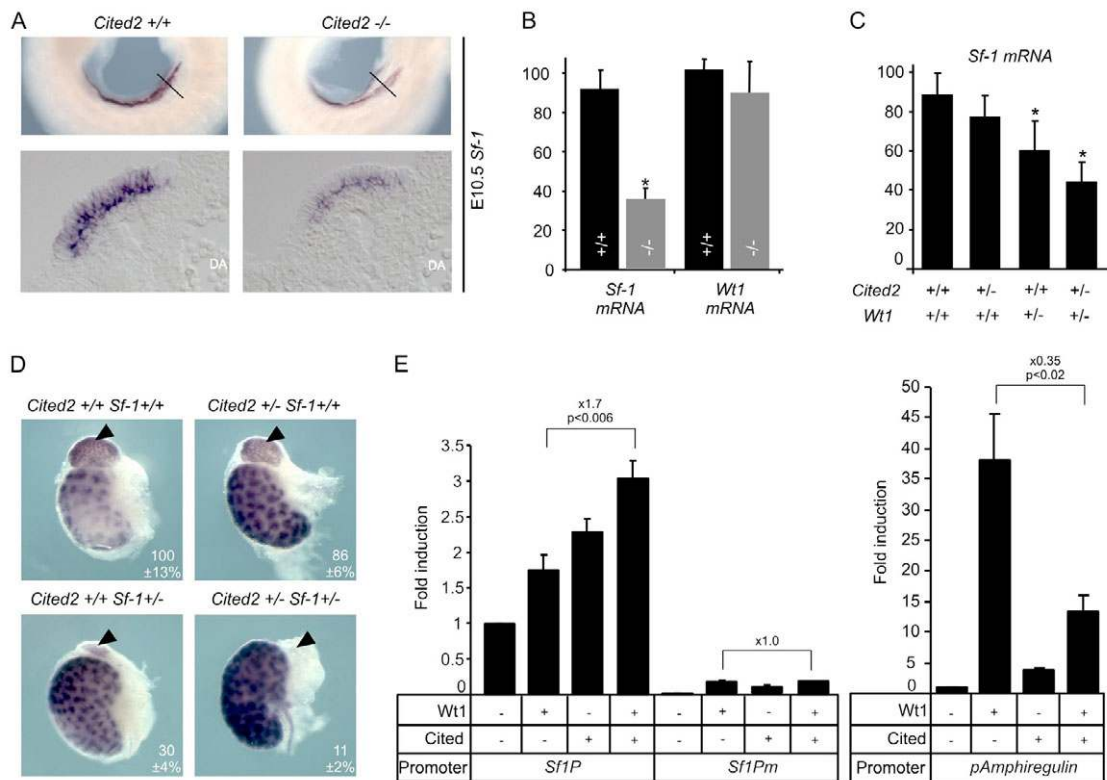 A
Cited2 +/+
Cited2 -/-
DA
DA
E10.5 Sf-1
B
100
80
60
40
20
0
+/+
*
-/-
+/+
-/-
Sf-1
mRNA
Wt1
mRNA
C
Sf-1 mRNA
100
80
60
40
20
0
*
*
Cited2 +/+ +/- +/+ +/-
Wt1 +/+ +/+ +/- +/-
D
Cited2 +/+ Sf-1+/+
100
±13%
Cited2 +/- Sf-1+/+
86
±6%
Cited2 +/+ Sf-1+/-
30
±4%
Cited2 +/- Sf-1+/-
11
±2%
E
Fold induction
3.5
3
2.5
2
1.5
1
0.5
0
x1.7
p<0.006
x1.0
Wt1 - + - + - + - +
Cited - - + + - - + +
Promoter Sf1P Sf1Pm
Fold induction
50
45
40
35
30
25
20
15
10
5
0
x0.35
p<0.02
Wt1 - + - +
Cited - - + +
Promoter pAmphiregulin